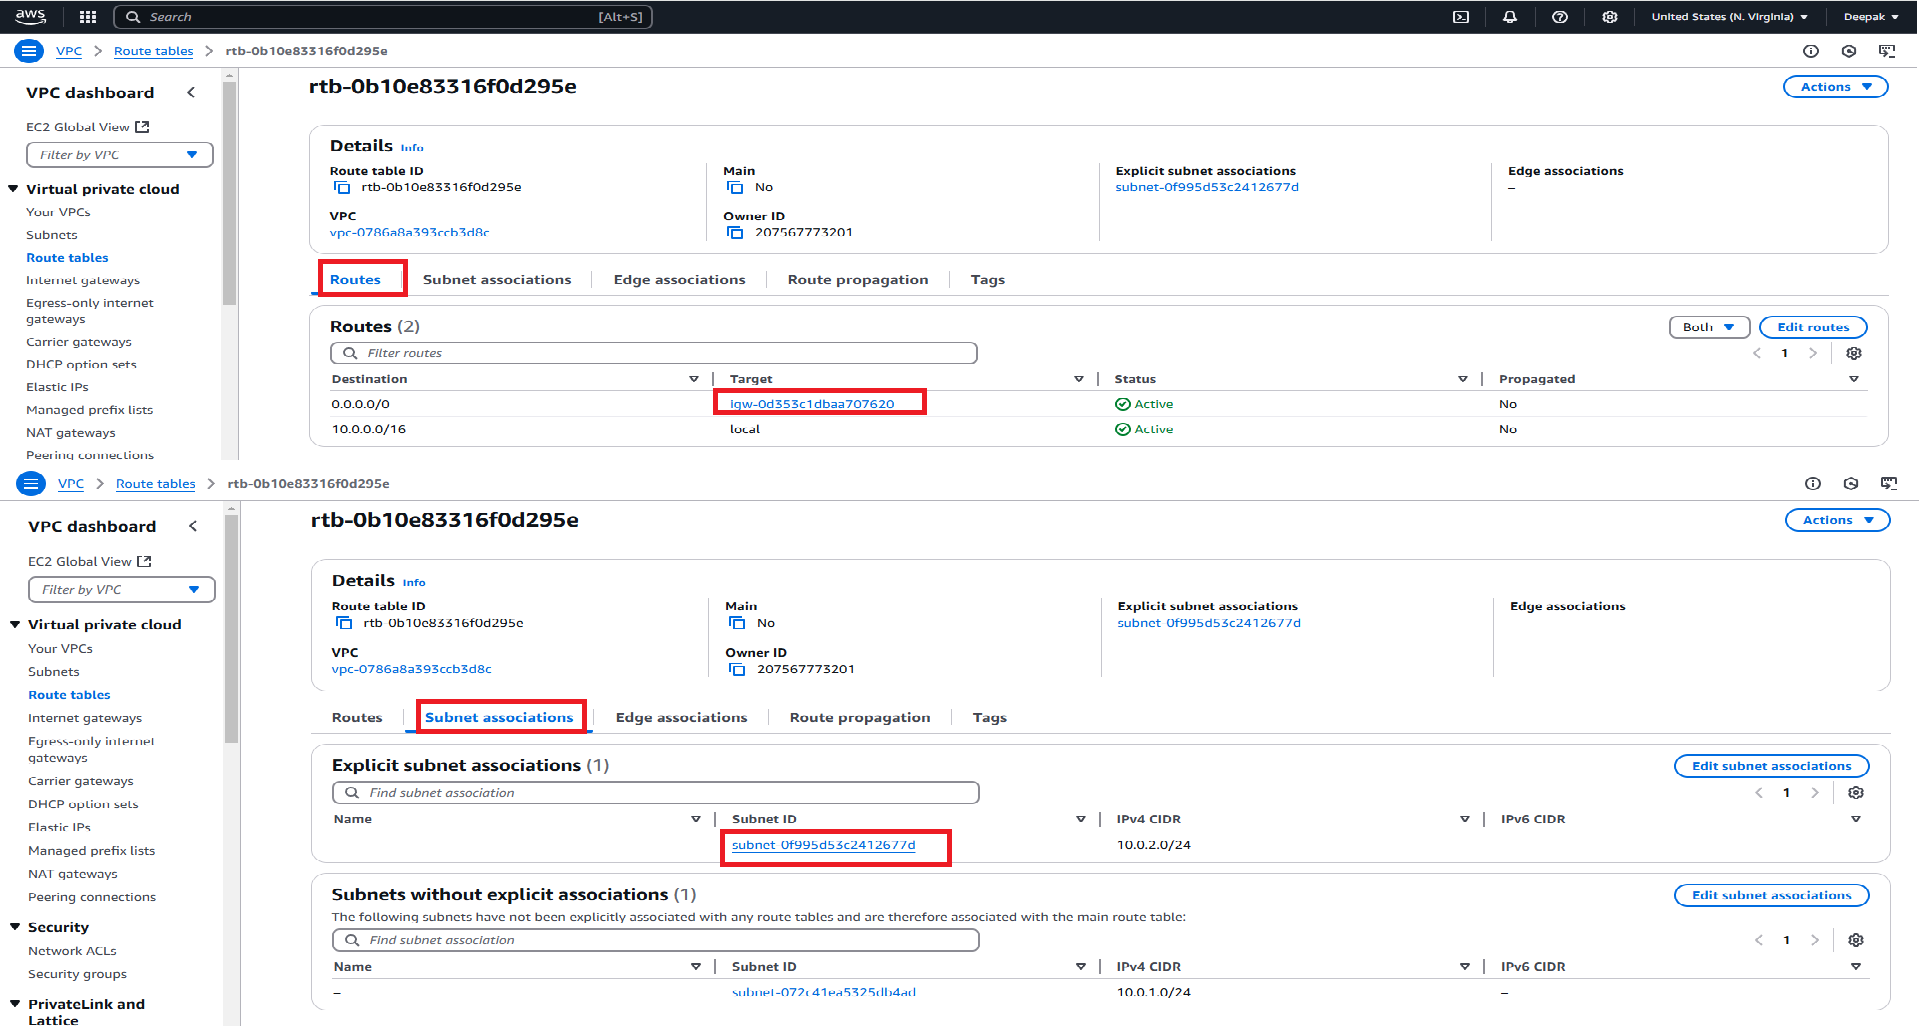 aws
Search [Alt+S]
United States (N. Virginia)
Deepak
VPC > Route tables > rtb-0b10e83316f0d295e
VPC dashboard
EC2 Global View
Filter by VPC
Virtual private cloud
Your VPCs
Subnets
Route tables
Internet gateways
Egress-only internet
gateways
Carrier gateways
DHCP option sets
Elastic IPs
Managed prefix lists
NAT gateways
Peering connections
rtb-0b10e83316f0d295e
Actions
Details Info
Route table ID
rtb-0b10e83316f0d295e
Main
No
Explicit subnet associations
subnet-0f995d53c2412677d
Edge associations
–
VPC
vpc-0786a8a393ccb3d8c
Owner ID
207567773201
Routes Subnet associations Edge associations Route propagation Tags
Routes (2)
Both
Edit routes
Filter routes
1
Destination Target Status Propagated
0.0.0.0/0 igw-0d353c1dbaa707620 Active No
10.0.0.0/16 local Active No
VPC > Route tables > rtb-0b10e83316f0d295e
VPC dashboard
EC2 Global View
Filter by VPC
Virtual private cloud
Your VPCs
Subnets
Route tables
Internet gateways
Egress-only internet
gateways
Carrier gateways
DHCP option sets
Elastic IPs
Managed prefix lists
NAT gateways
Peering connections
Security
Network ACLs
Security groups
PrivateLink and
Lattice
rtb-0b10e83316f0d295e
Actions
Details Info
Route table ID
rtb-0b10e83316f0d295e
Main
No
Explicit subnet associations
subnet-0f995d53c2412677d
Edge associations
VPC
vpc-0786a8a393ccb3d8c
Owner ID
207567773201
Routes Subnet associations Edge associations Route propagation Tags
Explicit subnet associations (1)
Edit subnet associations
Find subnet association
1
Name Subnet ID IPv4 CIDR IPv6 CIDR
subnet-0f995d53c2412677d 10.0.2.0/24
Subnets without explicit associations (1)
Edit subnet associations
The following subnets have not been explicitly associated with any route tables and are therefore associated with the main route table:
Find subnet association
1
Name Subnet ID IPv4 CIDR IPv6 CIDR
– subnet-072c41ea5325db4ad 10.0.1.0/24 –